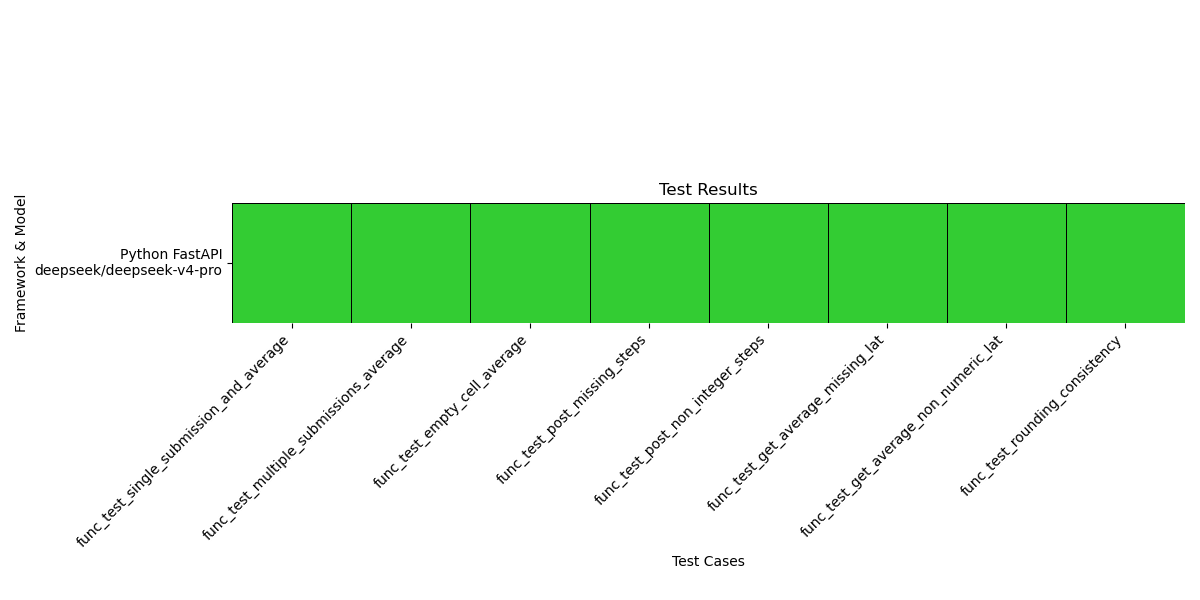 Test Results
Framework & Model
Python FastAPI
deepseek/deepseek-v4-pro
func_test_single_submission_and_average
func_test_multiple_submissions_average
func_test_empty_cell_average
func_test_post_missing_steps
func_test_post_non_integer_steps
func_test_get_average_missing_lat
func_test_get_average_non_numeric_lat
func_test_rounding_consistency
Test Cases